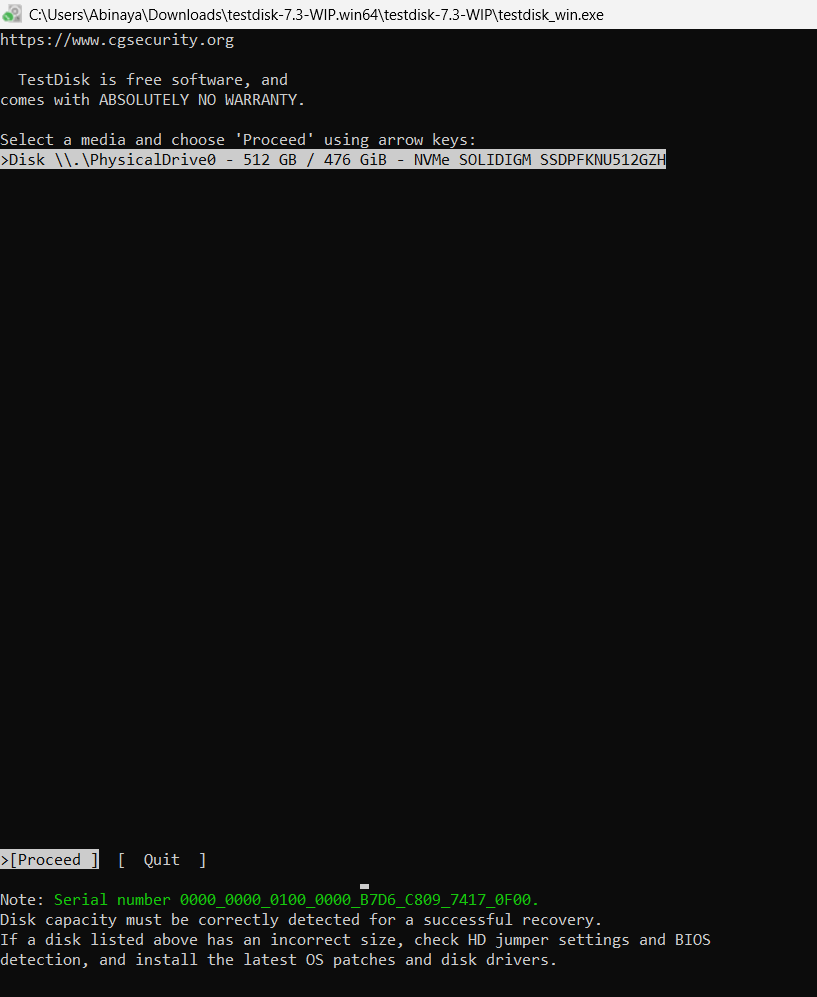 C:\Users\Abinaya\Downloads\testdisk-7.3-WIP.win64\testdisk-7.3-WIP\testdisk_win.exe
https://www.cgsecurity.org
TestDisk is free software, and
comes with ABSOLUTELY NO WARRANTY.
Select a media and choose 'Proceed' using arrow keys:
>Disk \\.\PhysicalDrive0 - 512 GB / 476 GiB - NVMe SOLIDIGM SSDPFKNU512GZH
>[Proceed ]  [  Quit  ]
Note: Serial number 0000_0000_0100_0000_B7D6_C809_7417_0F00.
Disk capacity must be correctly detected for a successful recovery.
If a disk listed above has an incorrect size, check HD jumper settings and BIOS
detection, and install the latest OS patches and disk drivers.